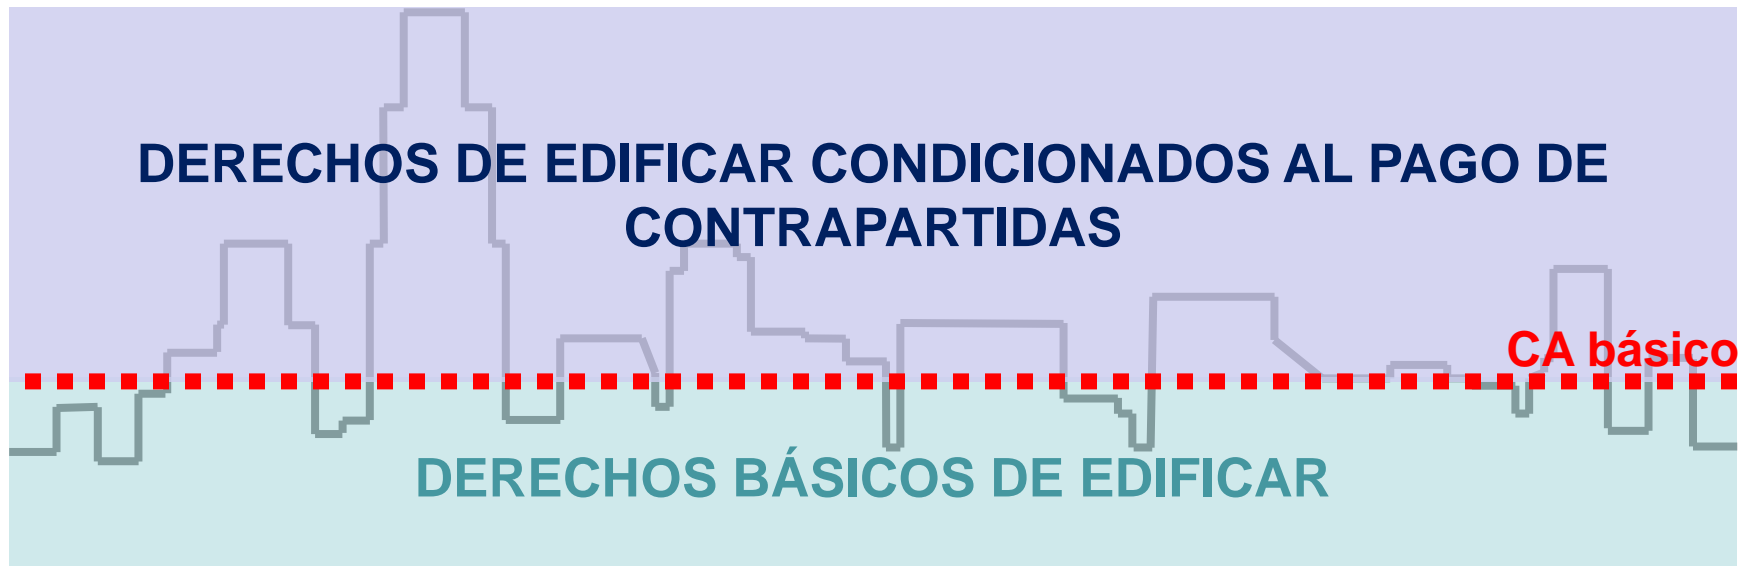 DERECHOS DE EDIFICAR CONDICIONADOS AL PAGO DE
CONTRAPARTIDAS
CA básico
DERECHOS BÁSICOS DE EDIFICAR